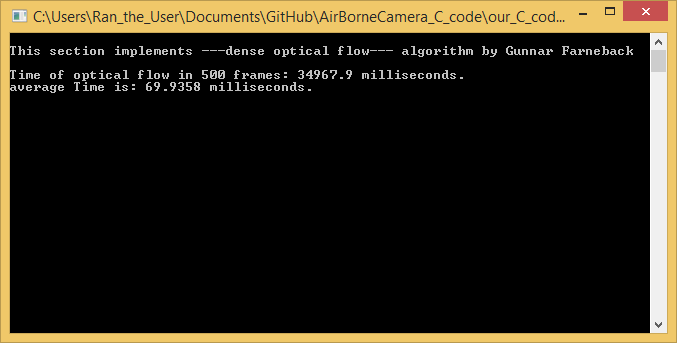 C:\Users\Ran_the_User\Documents\GitHub\AirBorneCamera_C_code\our_C_cod...
This section implements ---dense optical flow--- algorithm by Gunnar Farneback
Time of optical flow in 500 frames: 34967.9 milliseconds.
average Time is: 69.9358 milliseconds.